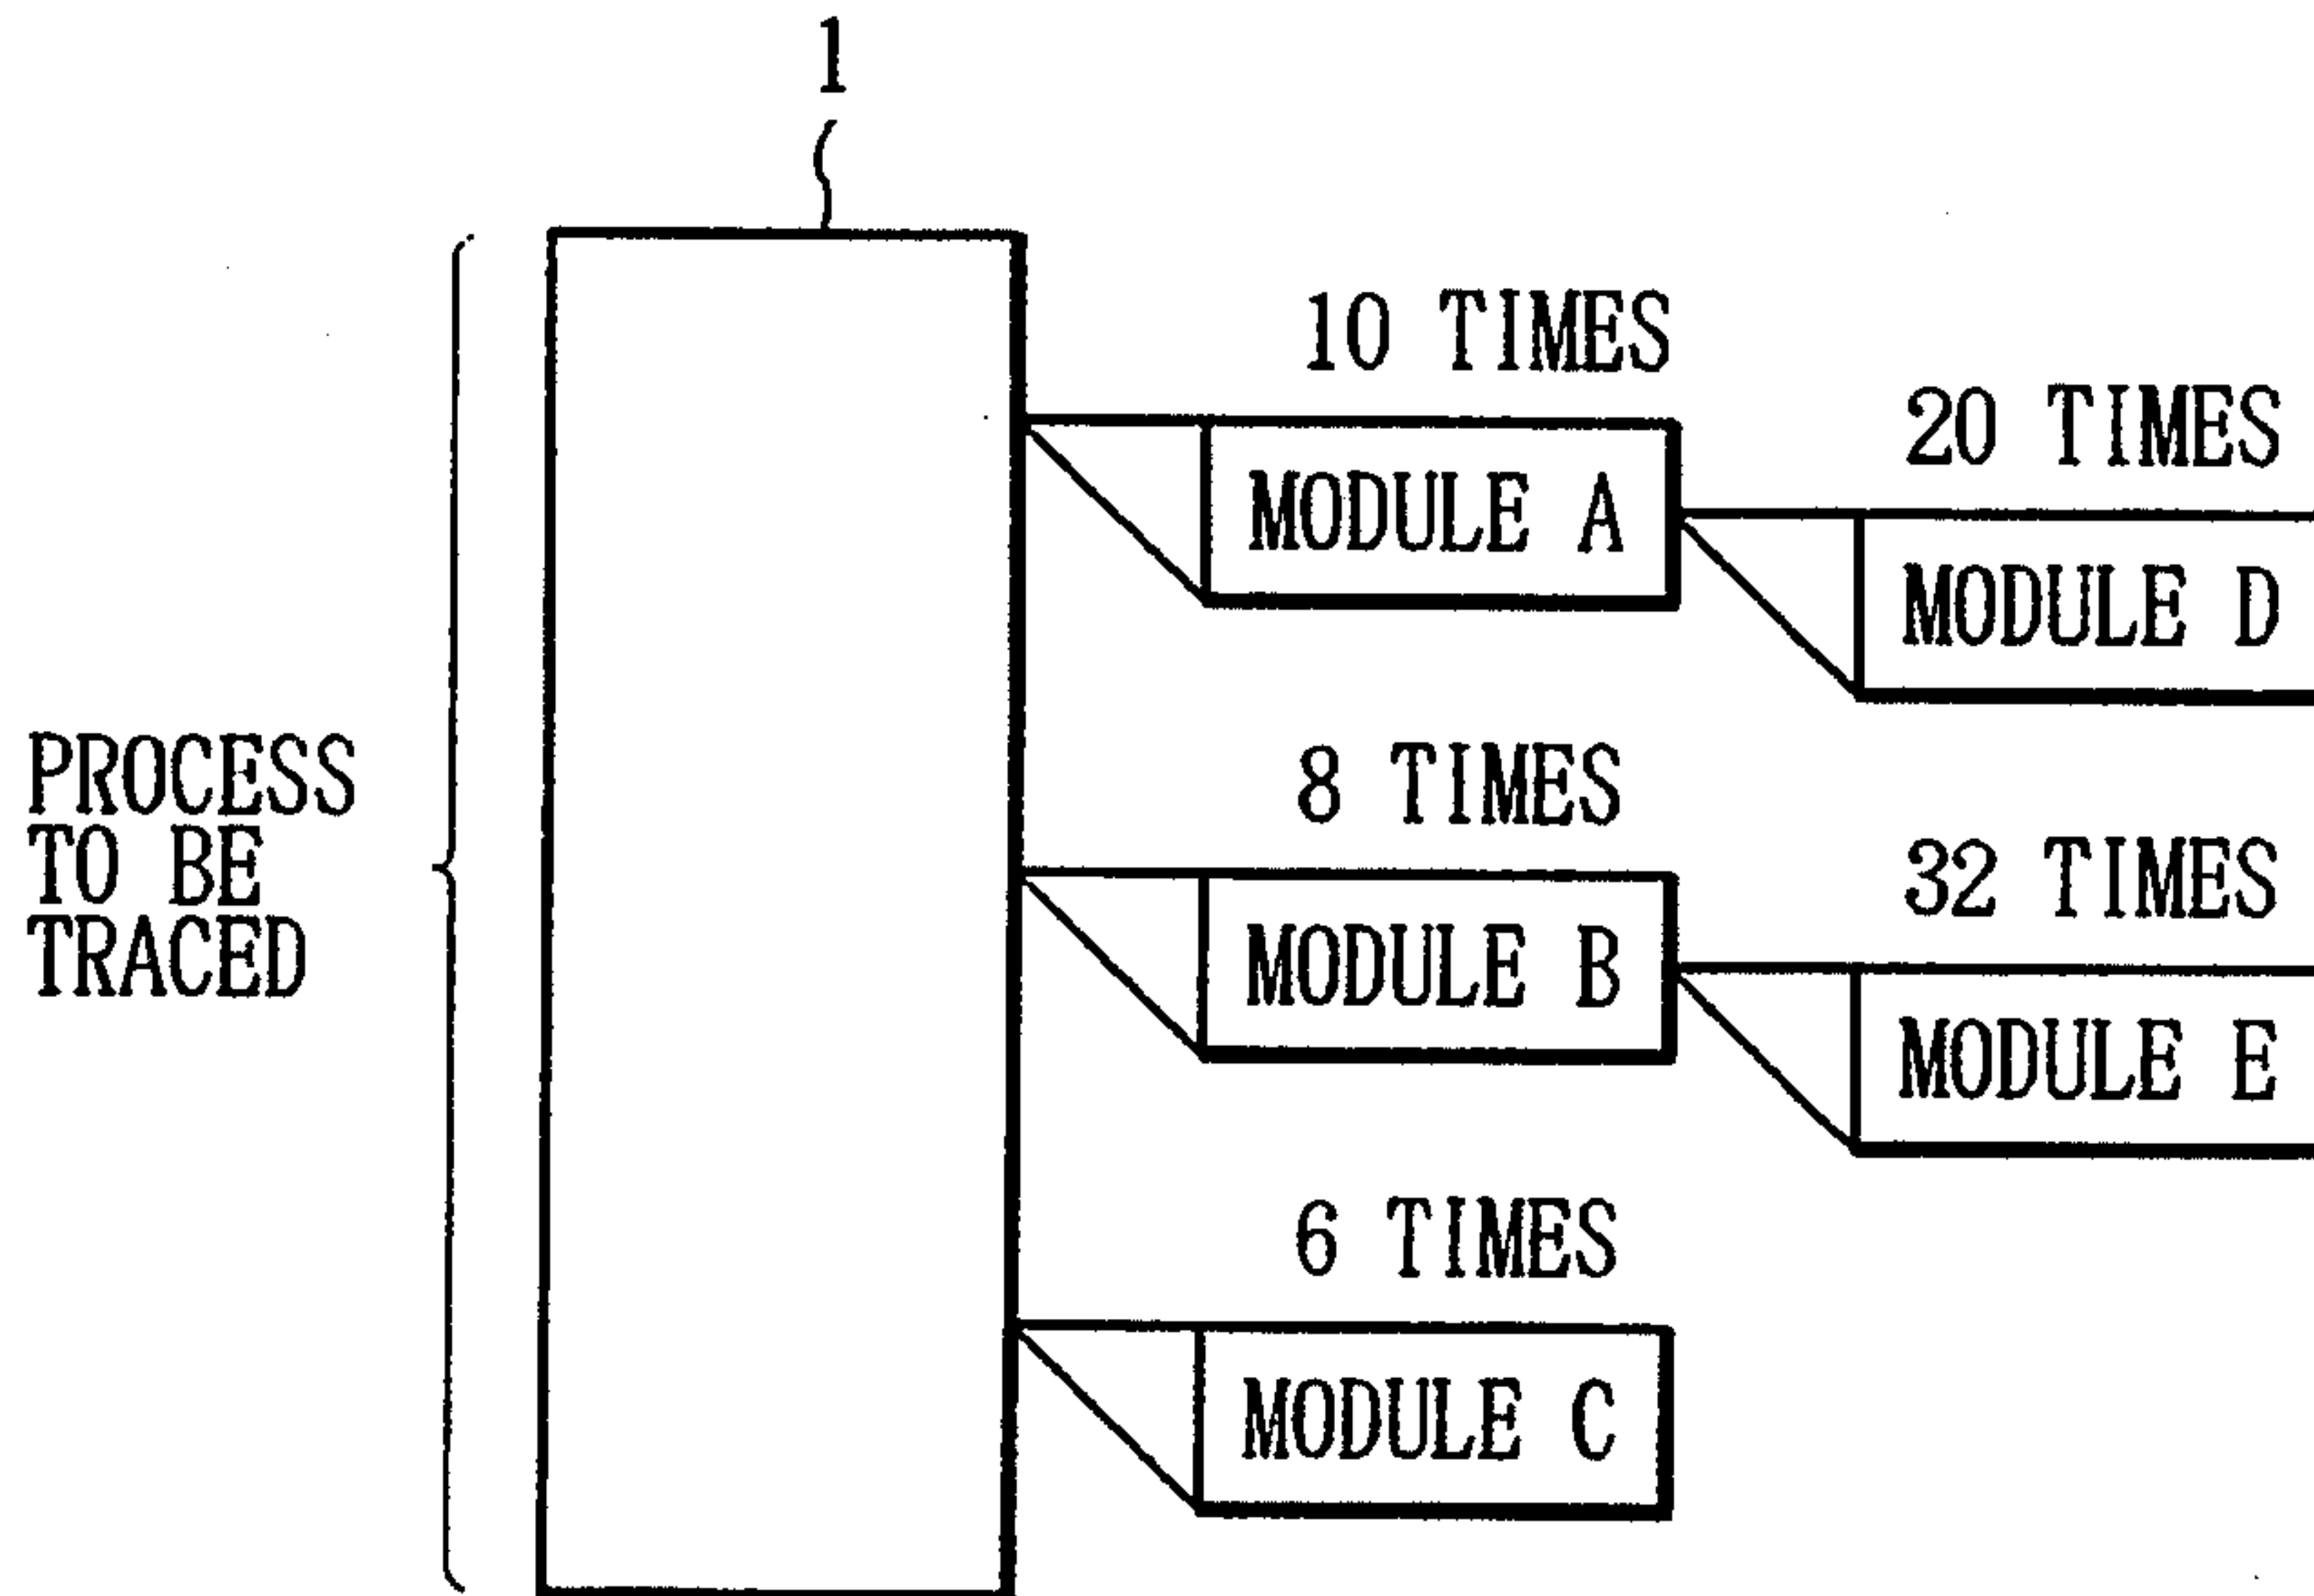 1
10 TIMES
20 TIMES
MODULE A
MODULE D
PROCESS
TO BE
TRACED
8 TIMES
32 TIMES
MODULE B
MODULE E
6 TIMES
MODULE C